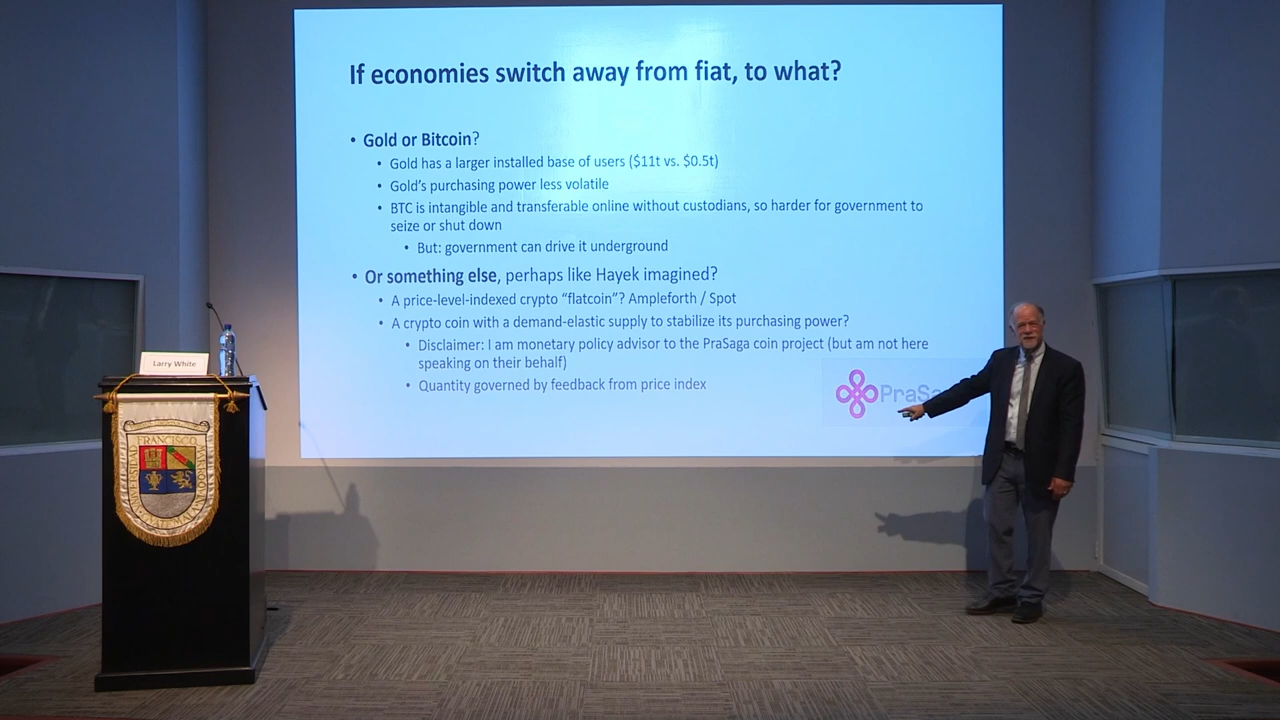 If economies switch away from fiat, to what?
• Gold or Bitcoin?
• Gold has a larger installed base of users ($11t vs. $0.5t)
• Gold's purchasing power less volatile
• BTC is intangible and transferable online without custodians, so harder for government to
seize or shut down
• But: government can drive it underground
• Or something else, perhaps like Hayek imagined?
• A price-level-indexed crypto “flatcoin”? Ampleforth / Spot
• A crypto coin with a demand-elastic supply to stabilize its purchasing power?
• Disclaimer: I am monetary policy advisor to the PraSaga coin project (but am not here
speaking on their behalf)
• Quantity governed by feedback from price index
PraSa
Larry White
UNIVERSIDAD FRANCISCO MARROQUIN
GUATEMALA